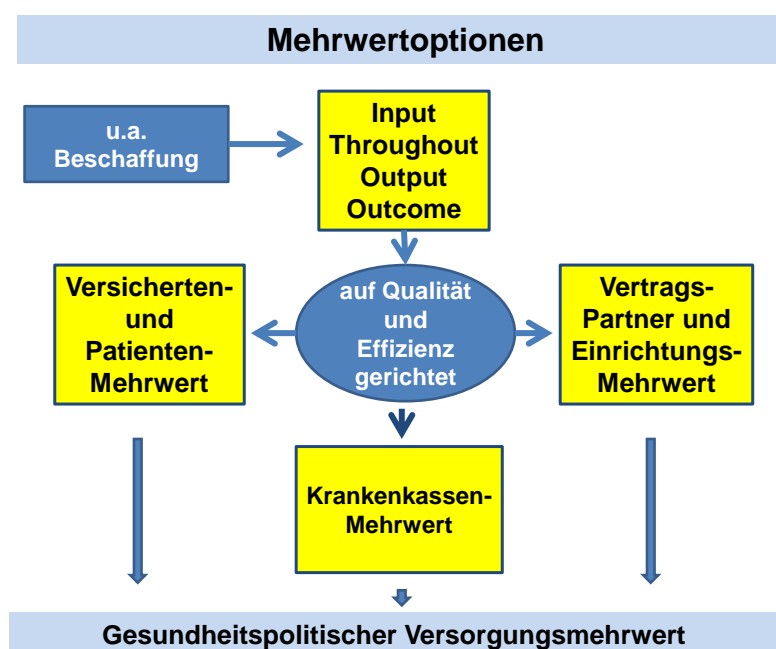 Mehrwertoptionen
u.a.
Beschaffung
Input
Throughout
Output
Outcome
Versicherten-
und
Patienten-
Mehrwert
auf Qualität
und
Effizienz
gerichtet
Vertrags-
Partner und
Einrichtungs-
Mehrwert
Krankenkassen-
Mehrwert
Gesundheitspolitischer Versorgungsmehrwert